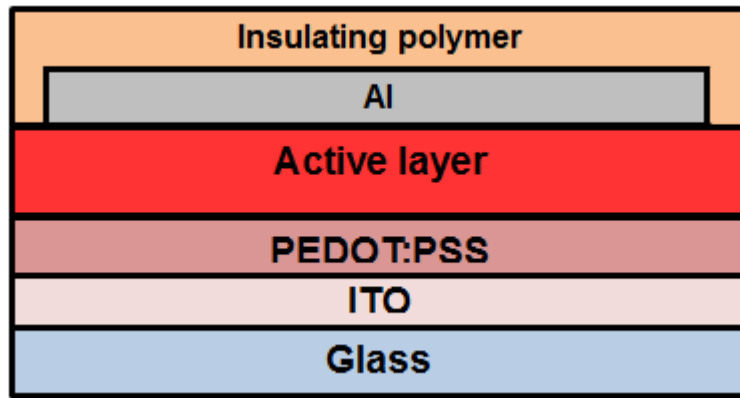 Insulating polymer
Al
Active layer
PEDOT:PSS
ITO
Glass